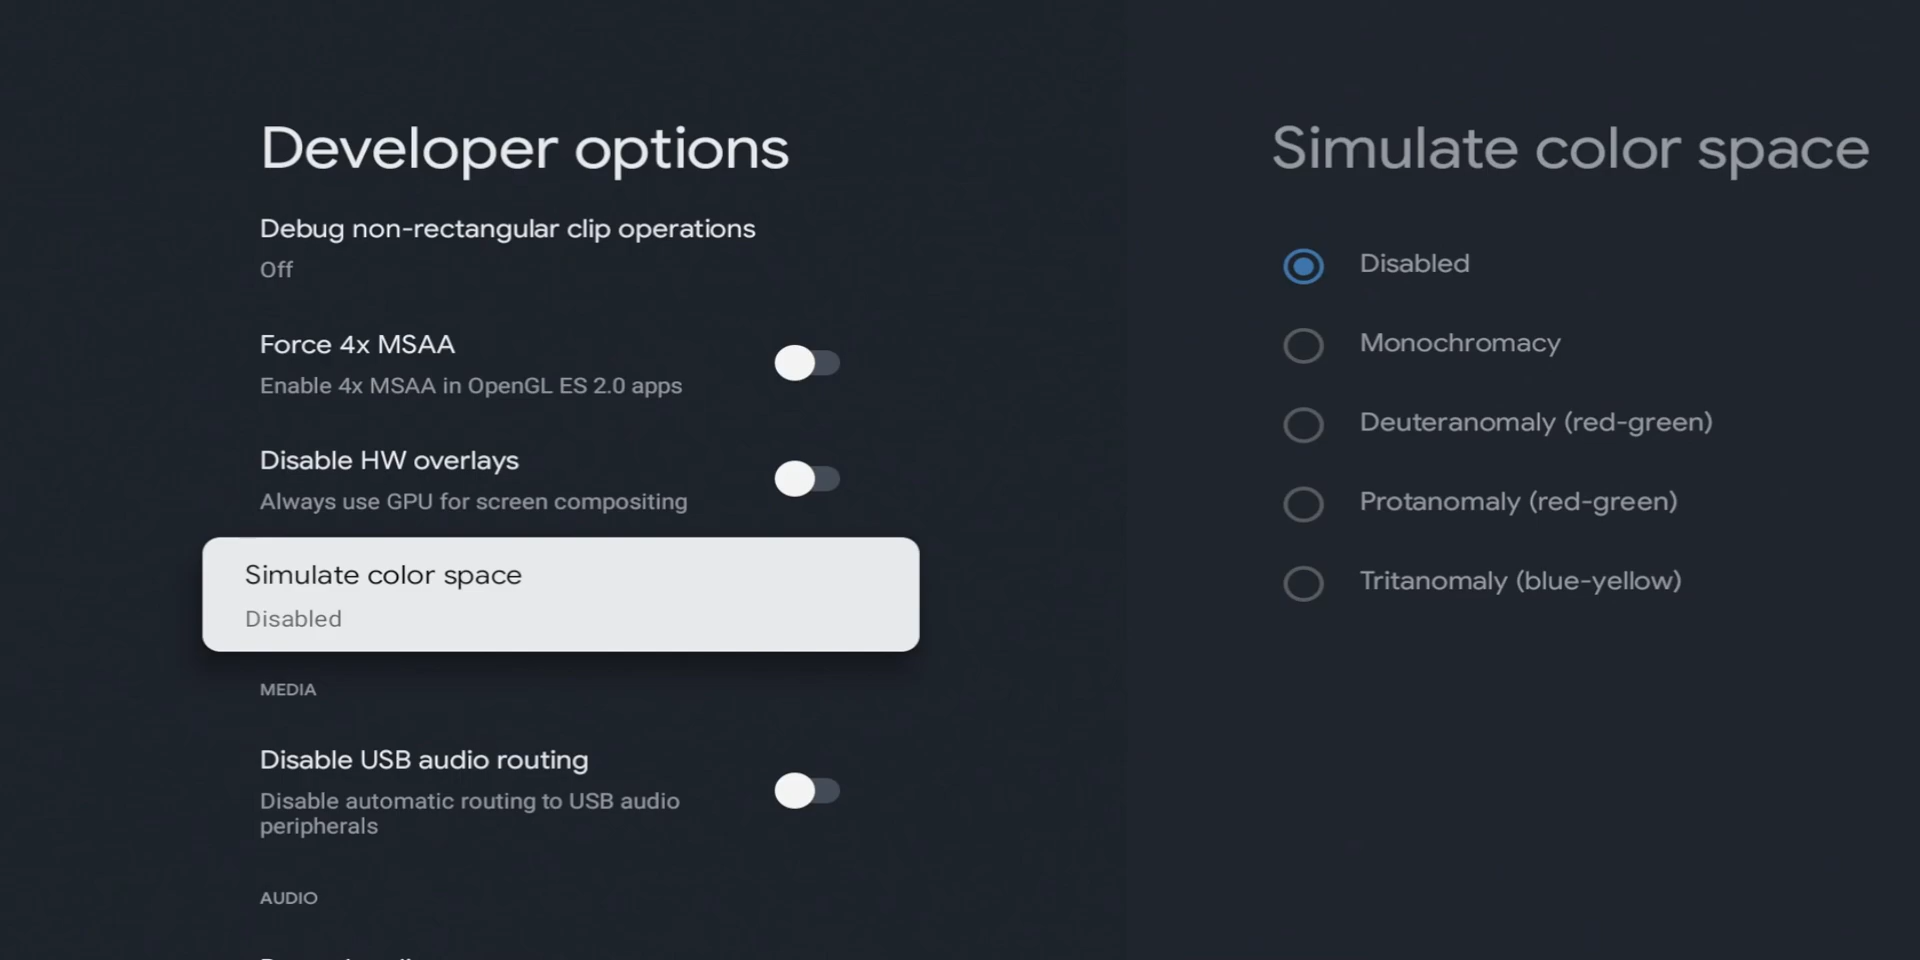 Developer options
Debug non-rectangular clip operations
Off
Force 4x MSAA
Enable 4x MSAA in OpenGL ES 2.0 apps
Disable HW overlays
Always use GPU for screen compositing
Simulate color space
Disabled
MEDIA
Disable USB audio routing
Disable automatic routing to USB audio
peripherals
AUDIO
Simulate color space
Disabled
Monochromacy
Deuteranomaly (red-green)
Protanomaly (red-green)
Tritanomaly (blue-yellow)